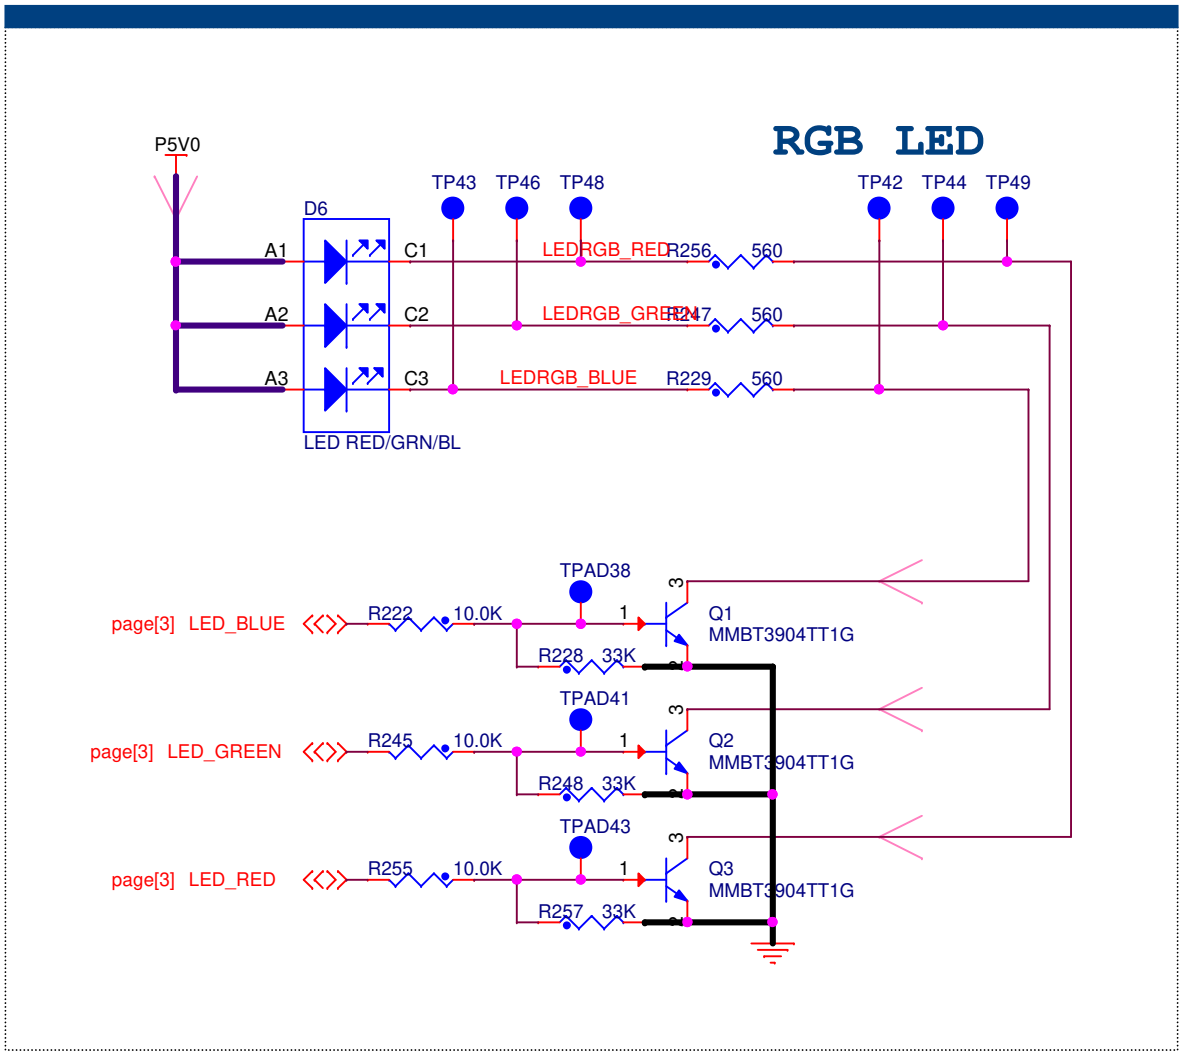 RGB LED
P5V0
TP43 TP46 TP48 TP42 TP44 TP49
D6
A1 C1 LEDRGB_RED R256 560
A2 C2 LEDRGB_GREEN R247 560
A3 C3 LEDRGB_BLUE R229 560
LED RED/GRN/BL
TPAD38
3
page[3] LED_BLUE R222 10.0K 1 Q1
MMBT3904TT1G
R228 33K 2
TPAD41
3
page[3] LED_GREEN R245 10.0K 1 Q2
MMBT3904TT1G
R248 33K 2
TPAD43
3
page[3] LED_RED R255 10.0K 1 Q3
MMBT3904TT1G
R257 33K 2